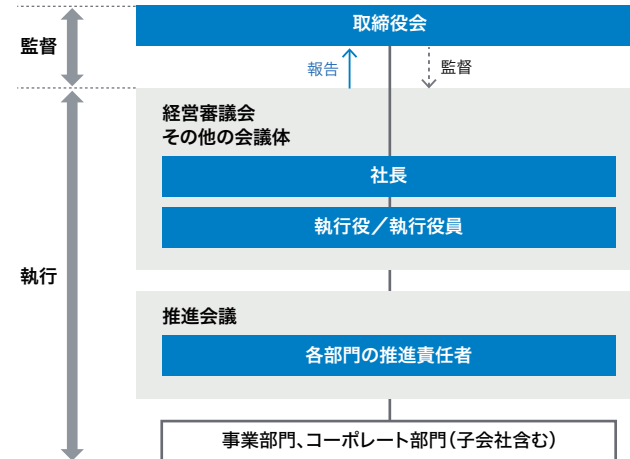 取締役会
監督
報告
監督
経営審議会
その他の会議体
社長
執行役／執行役員
執行
推進会議
各部門の推進責任者
事業部門、コーポレート部門（子会社含む）